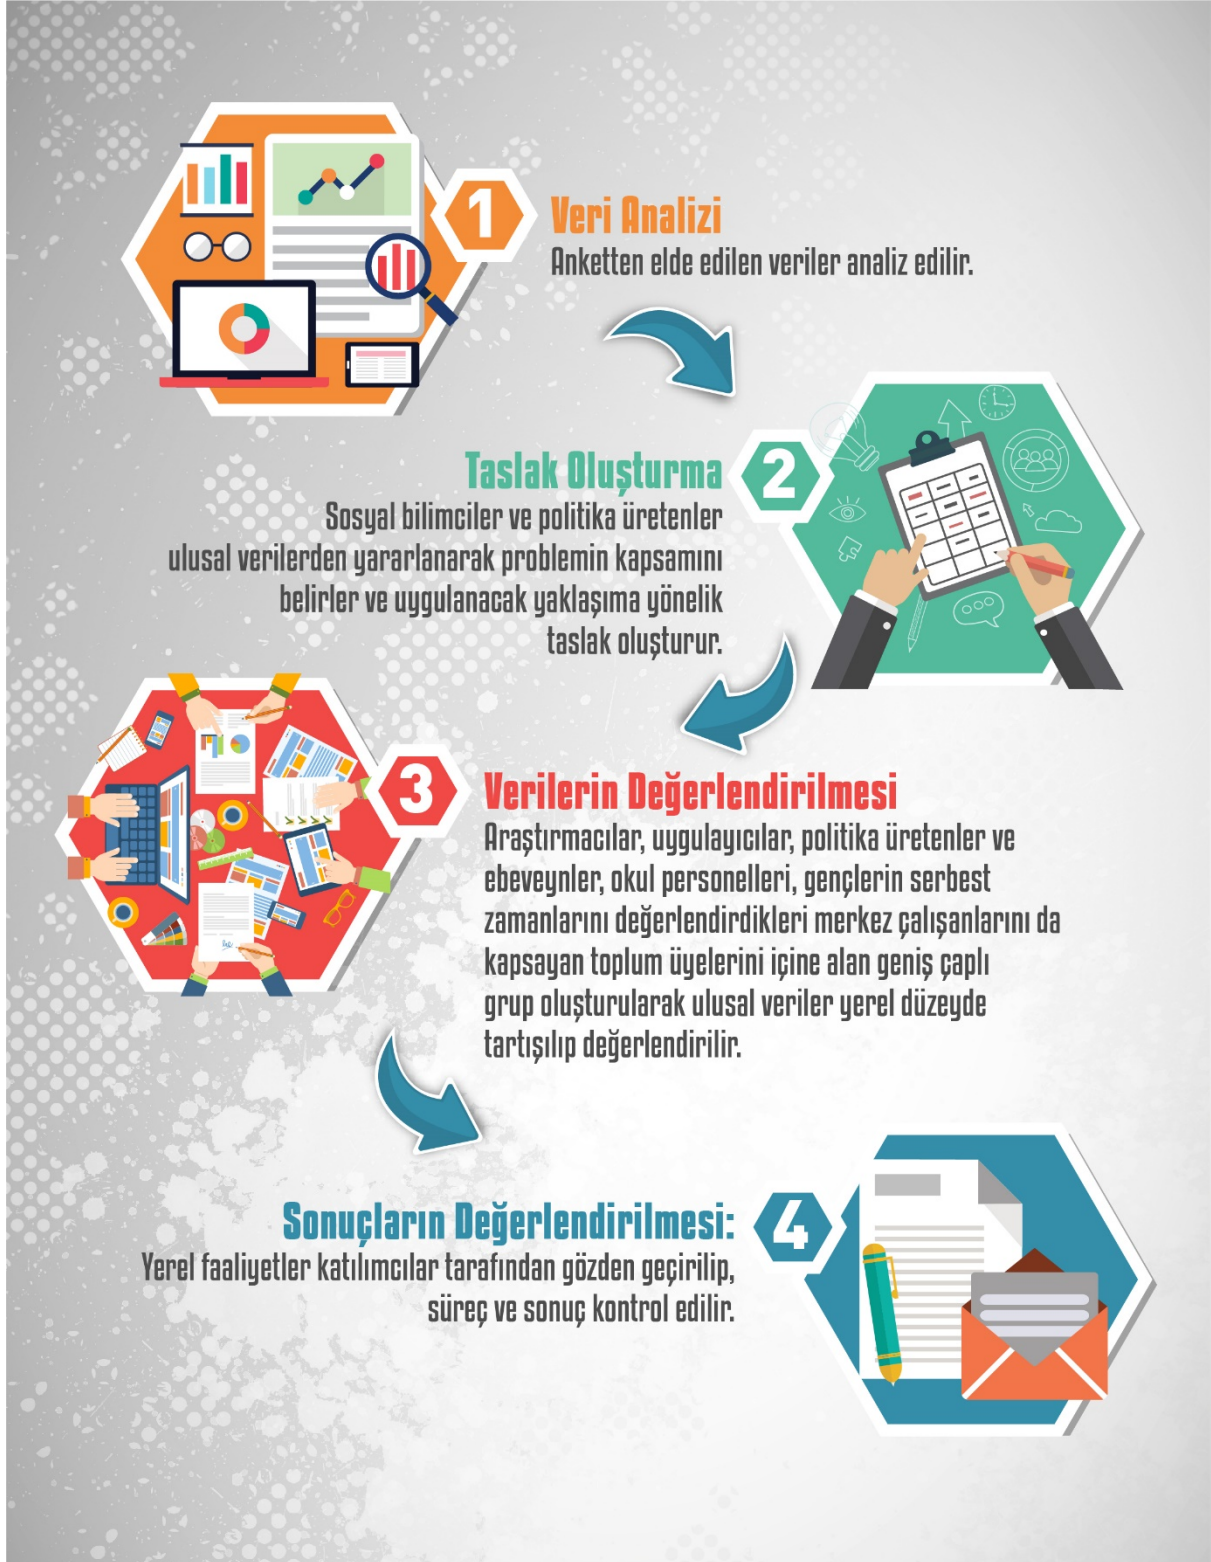 1
Veri Analizi
Anketten elde edilen veriler analiz edilir.
Taslak Oluşturma
2
Sosyal bilimciler ve politika üretenler
ulusal verilerden yararlanarak problemin kapsamını
belirler ve uygulanacak yaklaşıma yönelik
taslak oluşturur.
3
Verilerin Değerlendirilmesi
Araştırmacılar, uygulayıcılar, politika üretenler ve
ebeveynler, okul personelleri, gençlerin serbest
zamanlarını değerlendirdikleri merkez çalışanlarını da
kapsayan toplum üyelerini içine alan geniş çaplı
grup oluşturularak ulusal veriler yerel düzeyde
tartışılıp değerlendirilir.
Sonuçların Değerlendirilmesi:
4
Yerel faaliyetler katılımcılar tarafından gözden geçirilip,
süreç ve sonuç kontrol edilir.